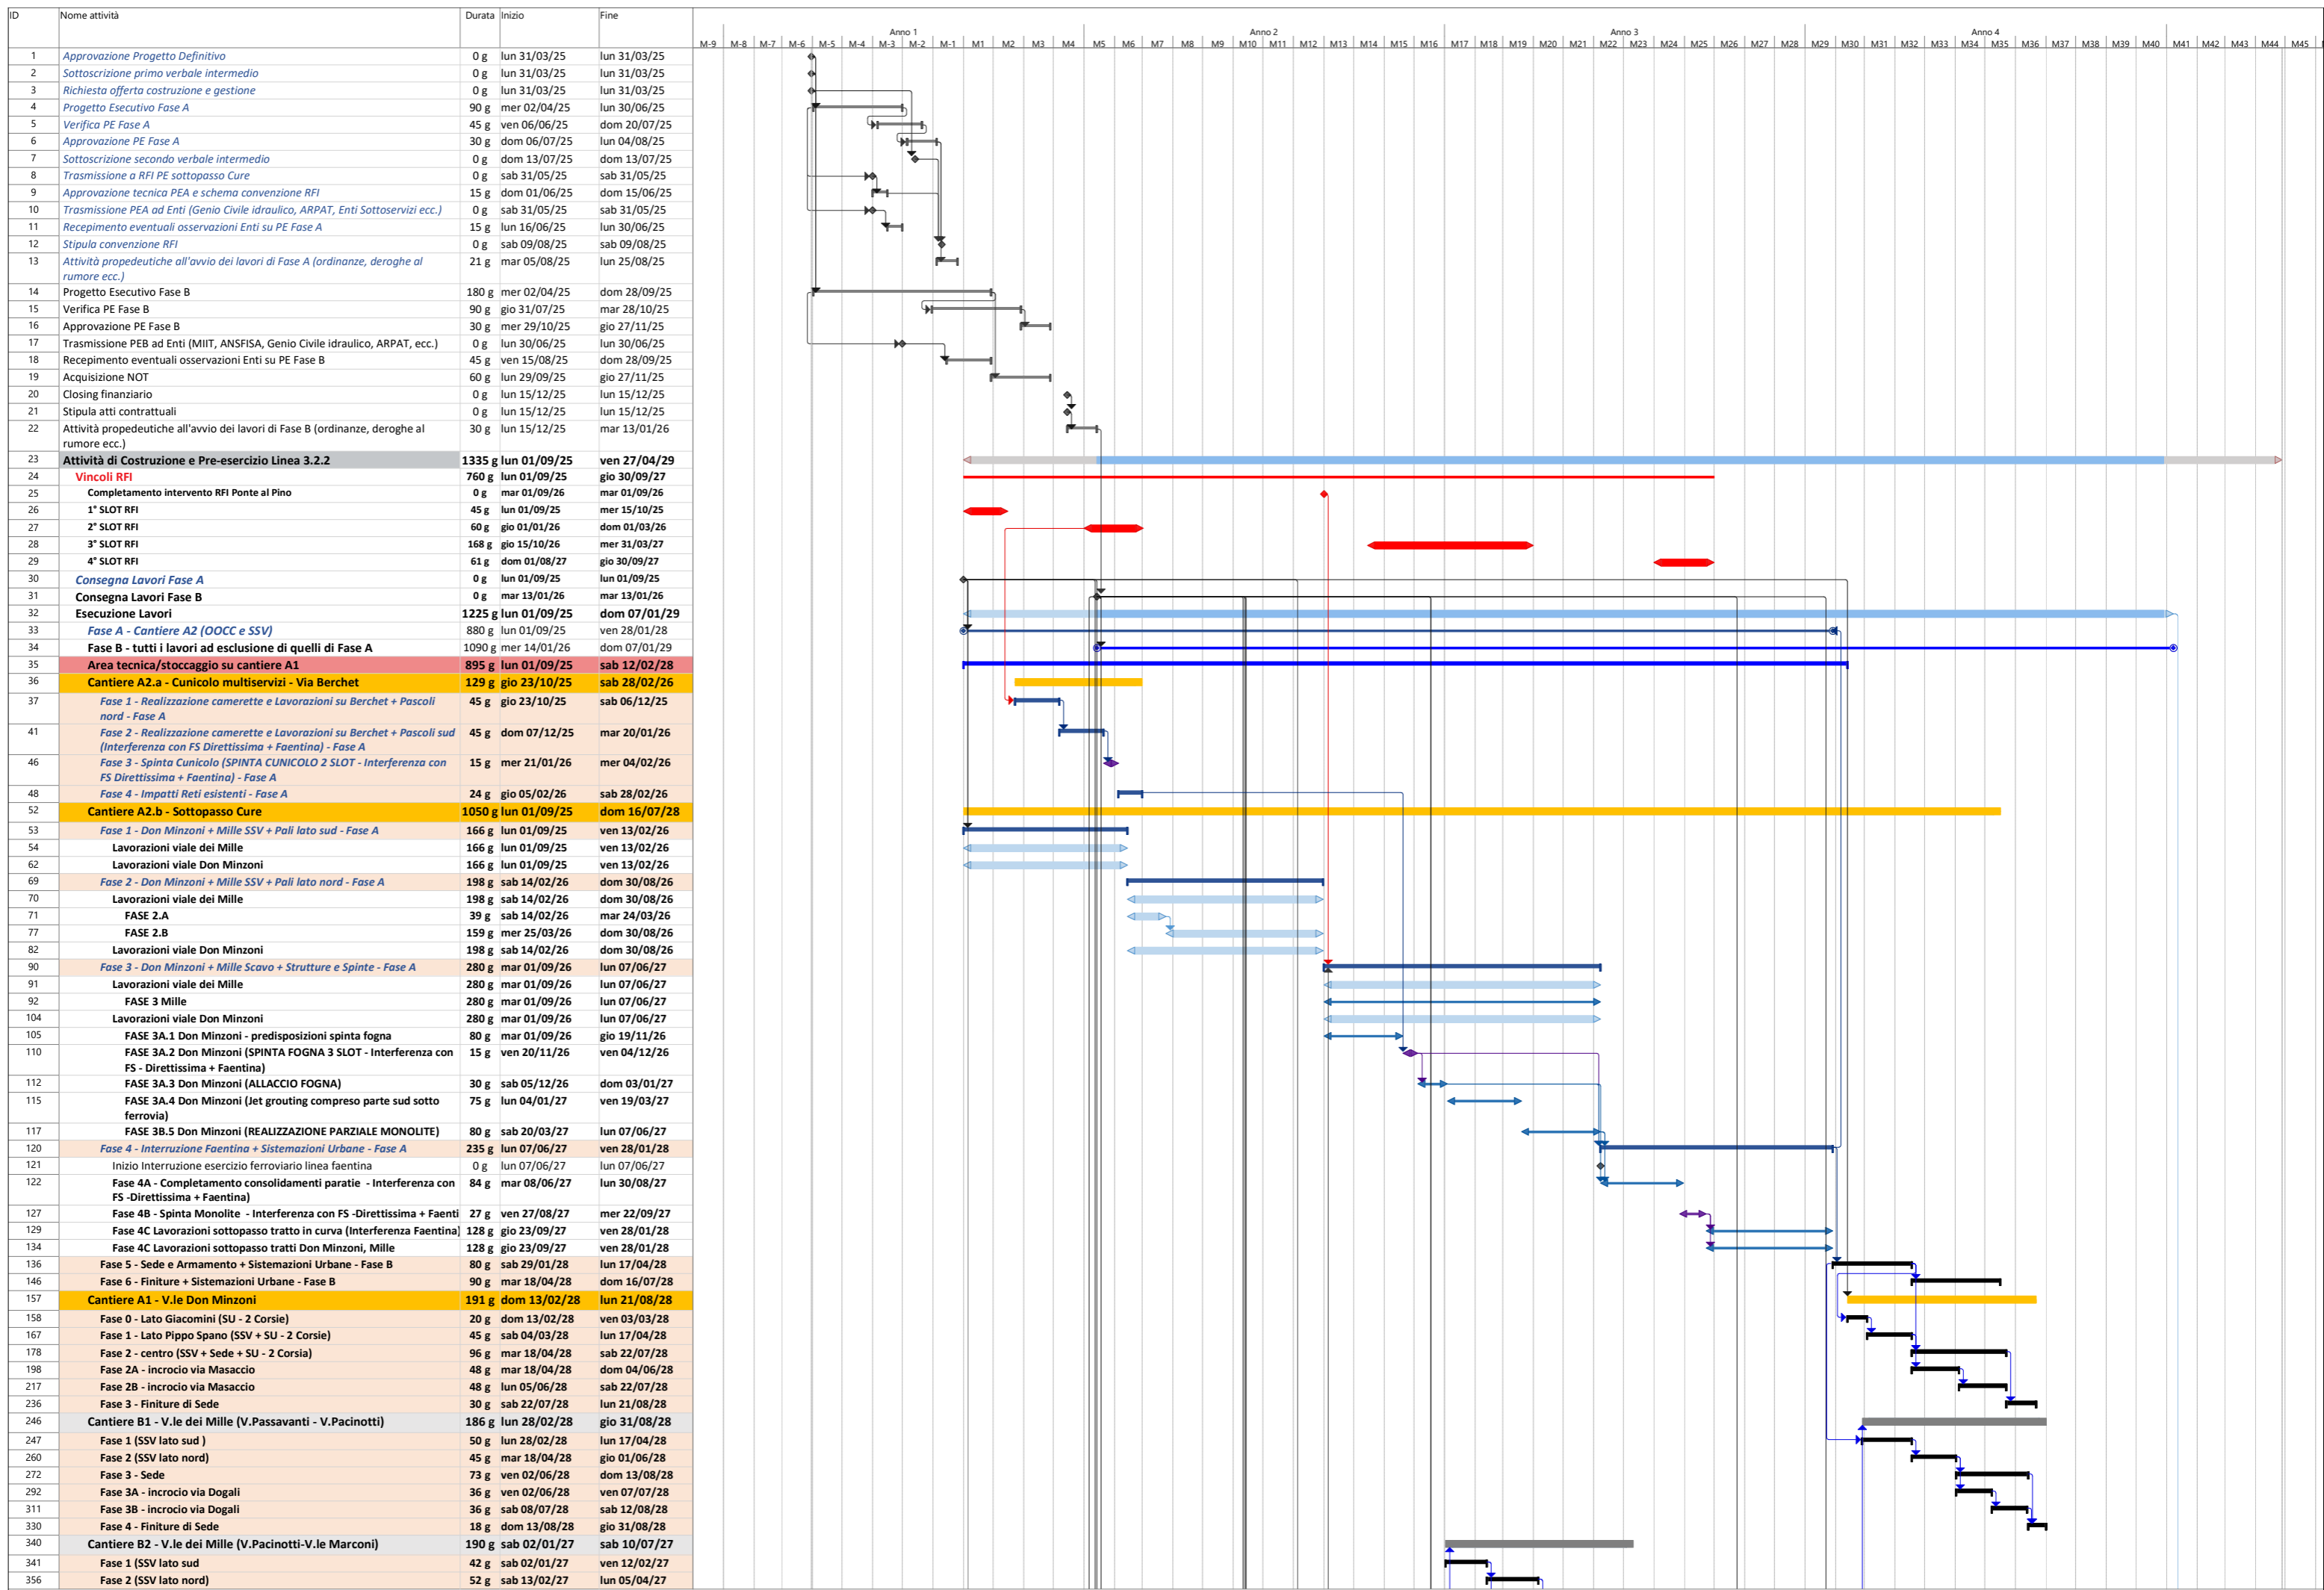 ID Nome attività Durata Inizio Fine
Anno 1 Anno 2 Anno 3 Anno 4
M-9 M-8 M-7 M-6 M-5 M-4 M-3 M-2 M-1 M1 M2 M3 M4 M5 M6 M7 M8 M9 M10 M11 M12 M13 M14 M15 M16 M17 M18 M19 M20 M21 M22 M23 M24 M25 M26 M27 M28 M29 M30 M31 M32 M33 M34 M35 M36 M37 M38 M39 M40 M41 M42 M43 M44 M45
1 Approvazione Progetto Definitivo 0 g lun 31/03/25 lun 31/03/25
2 Sottoscrizione primo verbale intermedio 0 g lun 31/03/25 lun 31/03/25
3 Richiesta offerta costruzione e gestione 0 g lun 31/03/25 lun 31/03/25
4 Progetto Esecutivo Fase A 90 g mer 02/04/25 lun 30/06/25
5 Verifica PE Fase A 45 g ven 06/06/25 dom 20/07/25
6 Approvazione PE Fase A 30 g dom 06/07/25 lun 04/08/25
7 Sottoscrizione secondo verbale intermedio 0 g dom 13/07/25 dom 13/07/25
8 Trasmissione a RFI PE sottopasso Cure 0 g sab 31/05/25 sab 31/05/25
9 Approvazione tecnica PEA e schema convenzione RFI 15 g dom 01/06/25 dom 15/06/25
10 Trasmissione PEA ad Enti (Genio Civile idraulico, ARPAT, Enti Sottoservizi ecc.) 0 g sab 31/05/25 sab 31/05/25
11 Recepimento eventuali osservazioni Enti su PE Fase A 15 g lun 16/06/25 lun 30/06/25
12 Stipula convenzione RFI 0 g sab 09/08/25 sab 09/08/25
13 Attività propedeutiche all'avvio dei lavori di Fase A (ordinanze, deroghe al 21 g mar 05/08/25 lun 25/08/25
rumore ecc.)
14 Progetto Esecutivo Fase B 180 g mer 02/04/25 dom 28/09/25
15 Verifica PE Fase B 90 g gio 31/07/25 mar 28/10/25
16 Approvazione PE Fase B 30 g mer 29/10/25 gio 27/11/25
17 Trasmissione PEB ad Enti (MIIT, ANSFISA, Genio Civile idraulico, ARPAT, ecc.) 0 g lun 30/06/25 lun 30/06/25
18 Recepimento eventuali osservazioni Enti su PE Fase B 45 g ven 15/08/25 dom 28/09/25
19 Acquisizione NOT 60 g lun 29/09/25 gio 27/11/25
20 Closing finanziario 0 g lun 15/12/25 lun 15/12/25
21 Stipula atti contrattuali 0 g lun 15/12/25 lun 15/12/25
22 Attività propedeutiche all'avvio dei lavori di Fase B (ordinanze, deroghe al 30 g lun 15/12/25 mar 13/01/26
rumore ecc.)
23 Attività di Costruzione e Pre-esercizio Linea 3.2.2 1335 g lun 01/09/25 ven 27/04/29
24 Vincoli RFI 760 g lun 01/09/25 gio 30/09/27
25 Completamento intervento RFI Ponte al Pino 0 g mar 01/09/26 mar 01/09/26
26 1° SLOT RFI 45 g lun 01/09/25 mer 15/10/25
27 2° SLOT RFI 60 g gio 01/01/26 dom 01/03/26
28 3° SLOT RFI 168 g gio 15/10/26 mer 31/03/27
29 4° SLOT RFI 61 g dom 01/08/27 gio 30/09/27
30 Consegna Lavori Fase A 0 g lun 01/09/25 lun 01/09/25
31 Consegna Lavori Fase B 0 g mar 13/01/26 mar 13/01/26
32 Esecuzione Lavori 1225 g lun 01/09/25 dom 07/01/29
33 Fase A - Cantiere A2 (OOCC e SSV) 880 g lun 01/09/25 ven 28/01/28
34 Fase B - tutti i lavori ad esclusione di quelli di Fase A 1090 g mer 14/01/26 dom 07/01/29
35 Area tecnica/stoccaggio su cantiere A1 895 g lun 01/09/25 sab 12/02/28
36 Cantiere A2.a - Cunicolo multiservizi - Via Berchet 129 g gio 23/10/25 sab 28/02/26
37 Fase 1 - Realizzazione camerette e Lavorazioni su Berchet + Pascoli 45 g gio 23/10/25 sab 06/12/25
nord - Fase A
41 Fase 2 - Realizzazione camerette e Lavorazioni su Berchet + Pascoli sud 45 g dom 07/12/25 mar 20/01/26
(Interferenza con FS Direttissima + Faentina) - Fase A
46 Fase 3 - Spinta Cunicolo (SPINTA CUNICOLO 2 SLOT - Interferenza con 15 g mer 21/01/26 mer 04/02/26
FS Direttissima + Faentina) - Fase A
48 Fase 4 - Impatti Reti esistenti - Fase A 24 g gio 05/02/26 sab 28/02/26
52 Cantiere A2.b - Sottopasso Cure 1050 g lun 01/09/25 dom 16/07/28
53 Fase 1 - Don Minzoni + Mille SSV + Pali lato sud - Fase A 166 g lun 01/09/25 ven 13/02/26
54 Lavorazioni viale dei Mille 166 g lun 01/09/25 ven 13/02/26
62 Lavorazioni viale Don Minzoni 166 g lun 01/09/25 ven 13/02/26
69 Fase 2 - Don Minzoni + Mille SSV + Pali lato nord - Fase A 198 g sab 14/02/26 dom 30/08/26
70 Lavorazioni viale dei Mille 198 g sab 14/02/26 dom 30/08/26
71 FASE 2.A 39 g sab 14/02/26 mar 24/03/26
77 FASE 2.B 159 g mer 25/03/26 dom 30/08/26
82 Lavorazioni viale Don Minzoni 198 g sab 14/02/26 dom 30/08/26
90 Fase 3 - Don Minzoni + Mille Scavo + Strutture e Spinte - Fase A 280 g mar 01/09/26 lun 07/06/27
91 Lavorazioni viale dei Mille 280 g mar 01/09/26 lun 07/06/27
92 FASE 3 Mille 280 g mar 01/09/26 lun 07/06/27
104 Lavorazioni viale Don Minzoni 280 g mar 01/09/26 lun 07/06/27
105 FASE 3A.1 Don Minzoni - predisposizioni spinta fogna 80 g mar 01/09/26 gio 19/11/26
110 FASE 3A.2 Don Minzoni (SPINTA FOGNA 3 SLOT - Interferenza con 15 g ven 20/11/26 ven 04/12/26
FS - Direttissima + Faentina)
112 FASE 3A.3 Don Minzoni (ALLACCIO FOGNA) 30 g sab 05/12/26 dom 03/01/27
115 FASE 3A.4 Don Minzoni (Jet grouting compreso parte sud sotto 75 g lun 04/01/27 ven 19/03/27
ferrovia)
117 FASE 3B.5 Don Minzoni (REALIZZAZIONE PARZIALE MONOLITE) 80 g sab 20/03/27 lun 07/06/27
120 Fase 4 - Interruzione Faentina + Sistemazioni Urbane - Fase A 235 g lun 07/06/27 ven 28/01/28
121 Inizio Interruzione esercizio ferroviario linea faentina 0 g lun 07/06/27 lun 07/06/27
122 Fase 4A - Completamento consolidamenti paratie - Interferenza con 84 g mar 08/06/27 lun 30/08/27
FS -Direttissima + Faentina)
127 Fase 4B - Spinta Monolite - Interferenza con FS -Direttissima + Faenti 27 g ven 27/08/27 mer 22/09/27
129 Fase 4C Lavorazioni sottopasso tratto in curva (Interferenza Faentina) 128 g gio 23/09/27 ven 28/01/28
134 Fase 4C Lavorazioni sottopasso tratti Don Minzoni, Mille 128 g gio 23/09/27 ven 28/01/28
136 Fase 5 - Sede e Armamento + Sistemazioni Urbane - Fase B 80 g sab 29/01/28 lun 17/04/28
146 Fase 6 - Finiture + Sistemazioni Urbane - Fase B 90 g mar 18/04/28 dom 16/07/28
157 Cantiere A1 - V.le Don Minzoni 191 g dom 13/02/28 lun 21/08/28
158 Fase 0 - Lato Giacomini (SU - 2 Corsie) 20 g dom 13/02/28 ven 03/03/28
167 Fase 1 - Lato Pippo Spano (SSV + SU - 2 Corsie) 45 g sab 04/03/28 lun 17/04/28
178 Fase 2 - centro (SSV + Sede + SU - 2 Corsia) 96 g mar 18/04/28 sab 22/07/28
198 Fase 2A - incrocio via Masaccio 48 g mar 18/04/28 dom 04/06/28
217 Fase 2B - incrocio via Masaccio 48 g lun 05/06/28 sab 22/07/28
236 Fase 3 - Finiture di Sede 30 g sab 22/07/28 lun 21/08/28
246 Cantiere B1 - V.le dei Mille (V.Passavanti - V.Pacinotti) 186 g lun 28/02/28 gio 31/08/28
247 Fase 1 (SSV lato sud ) 50 g lun 28/02/28 lun 17/04/28
260 Fase 2 (SSV lato nord) 45 g mar 18/04/28 gio 01/06/28
272 Fase 3 - Sede 73 g ven 02/06/28 dom 13/08/28
292 Fase 3A - incrocio via Dogali 36 g ven 02/06/28 ven 07/07/28
311 Fase 3B - incrocio via Dogali 36 g sab 08/07/28 sab 12/08/28
330 Fase 4 - Finiture di Sede 18 g dom 13/08/28 gio 31/08/28
340 Cantiere B2 - V.le dei Mille (V.Pacinotti-V.le Marconi) 190 g sab 02/01/27 sab 10/07/27
341 Fase 1 (SSV lato sud 42 g sab 02/01/27 ven 12/02/27
356 Fase 2 (SSV lato nord) 52 g sab 13/02/27 lun 05/04/27